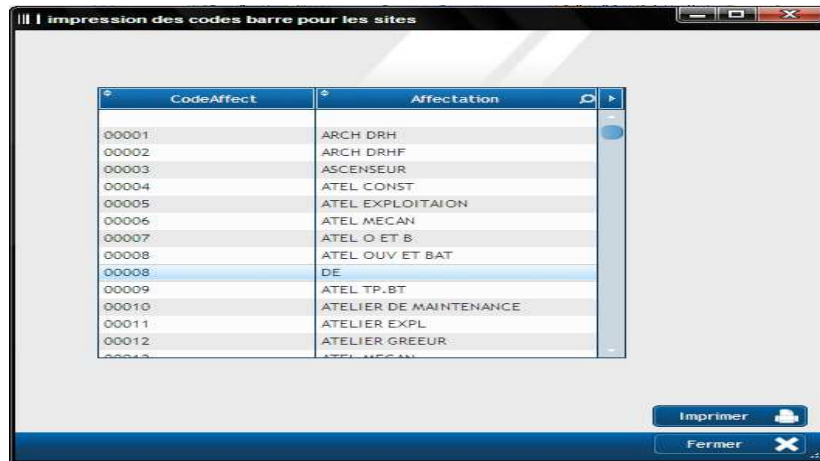 impression des codes barre pour les sites
CodeAffect Affectation
00001 ARCH DRH
00002 ARCH DRHF
00003 ASCENSEUR
00004 ATEL CONST
00005 ATEL EXPLOITAION
00006 ATEL MECAN
00007 ATEL O ET B
00008 ATEL OUV ET BAT
00008 DE
00009 ATEL TP.BT
00010 ATELIER DE MAINTENANCE
00011 ATELIER EXPL
00012 ATELIER GREEUR
Imprimer
Fermer